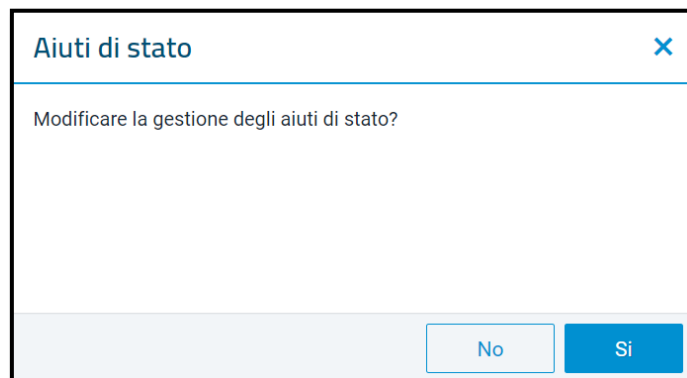 Aiuti di stato
Modificare la gestione degli aiuti di stato?
No
Si